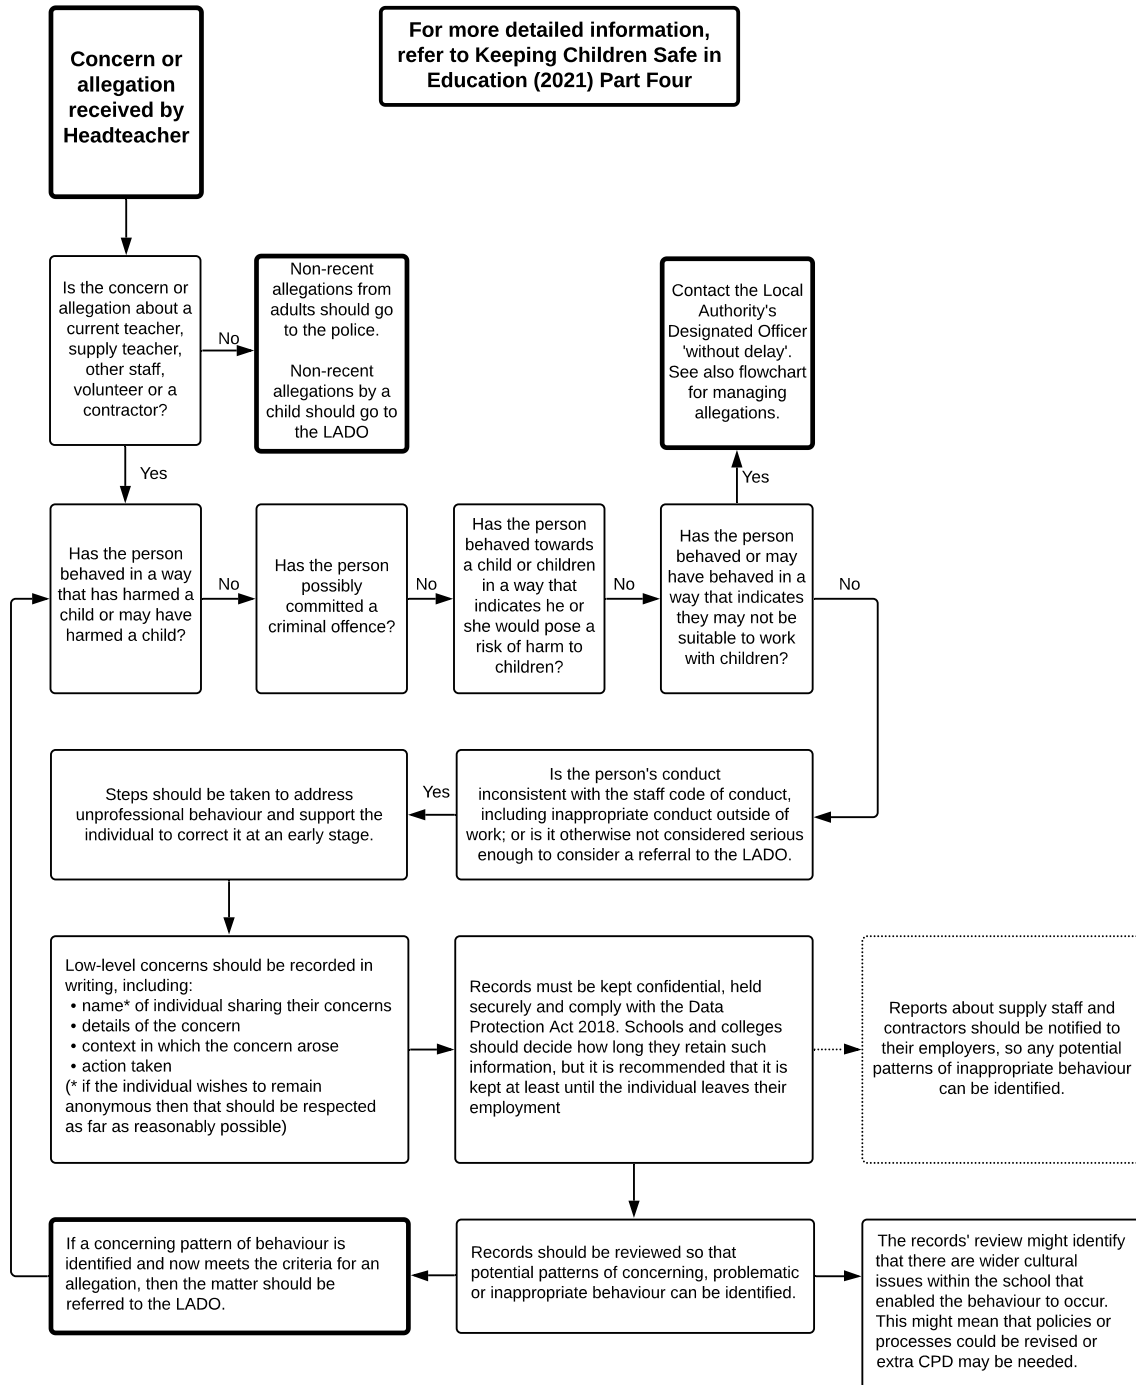 Concern or
allegation
received by
Headteacher
For more detailed information,
refer to Keeping Children Safe in
Education (2021) Part Four
Is the concern or
allegation about a
current teacher,
supply teacher,
other staff,
volunteer or a
contractor?
No
Non-recent
allegations from
adults should go
to the police.
Non-recent
allegations by a
child should go to
the LADO
Contact the Local
Authority's
Designated Officer
'without delay'.
See also flowchart
for managing
allegations.
Yes
Yes
Has the person
behaved in a way
that has harmed a
child or may have
harmed a child?
No
Has the person
possibly
committed a
criminal offence?
No
Has the person
behaved towards
a child or children
in a way that
indicates he or
she would pose a
risk of harm to
children?
No
Has the person
behaved or may
have behaved in a
way that indicates
they may not be
suitable to work
with children?
No
Is the person's conduct
inconsistent with the staff code of conduct,
including inappropriate conduct outside of
work; or is it otherwise not considered serious
enough to consider a referral to the LADO.
Yes
Steps should be taken to address
unprofessional behaviour and support the
individual to correct it at an early stage.
Low-level concerns should be recorded in
writing, including:
• name* of individual sharing their concerns
• details of the concern
• context in which the concern arose
• action taken
(* if the individual wishes to remain
anonymous then that should be respected
as far as reasonably possible)
Records must be kept confidential, held
securely and comply with the Data
Protection Act 2018. Schools and colleges
should decide how long they retain such
information, but it is recommended that it is
kept at least until the individual leaves their
employment
Reports about supply staff and
contractors should be notified to
their employers, so any potential
patterns of inappropriate behaviour
can be identified.
If a concerning pattern of behaviour is
identified and now meets the criteria for an
allegation, then the matter should be
referred to the LADO.
Records should be reviewed so that
potential patterns of concerning, problematic
or inappropriate behaviour can be identified.
The records' review might identify
that there are wider cultural
issues within the school that
enabled the behaviour to occur.
This might mean that policies or
processes could be revised or
extra CPD may be needed.